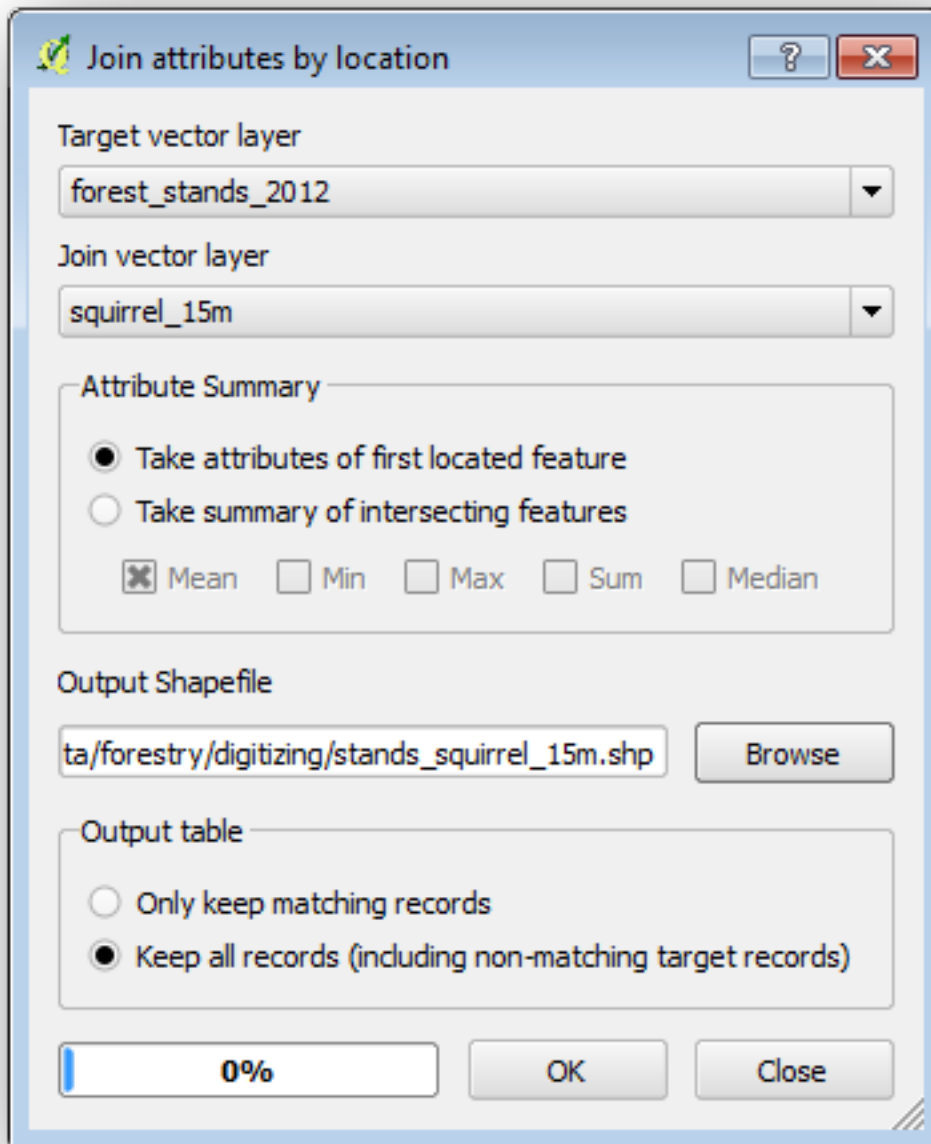 Join attributes by location
Target vector layer
forest_stands_2012
Join vector layer
squirrel_15m
Attribute Summary
Take attributes of first located feature
Take summary of intersecting features
Mean Min Max Sum Median
Output Shapefile
ta/forestry/digitizing/stands_squirrel_15m.shp Browse
Output table
Only keep matching records
Keep all records (including non-matching target records)
0% OK Close